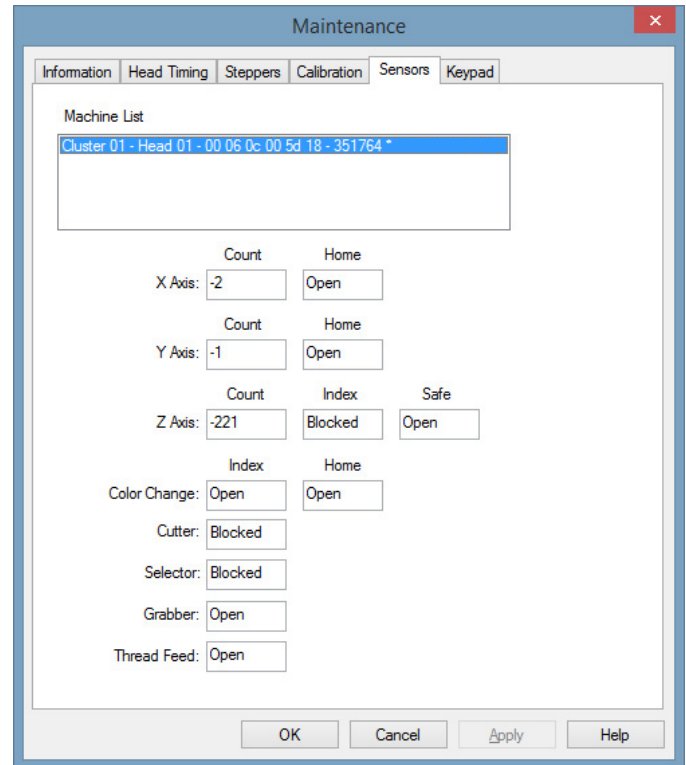 Maintenance
Information Head Timing Steppers Calibration Sensors Keypad
Machine List
Cluster 01 - Head 01 - 00 06 0c 00 5d 18 - 351764 *
Count Home
X Axis: -2 Open
Count Home
Y Axis: -1 Open
Count Index Safe
Z Axis: -221 Blocked Open
Index Home
Color Change: Open Open
Cutter: Blocked
Selector: Blocked
Grabber: Open
Thread Feed: Open
OK Cancel Apply Help